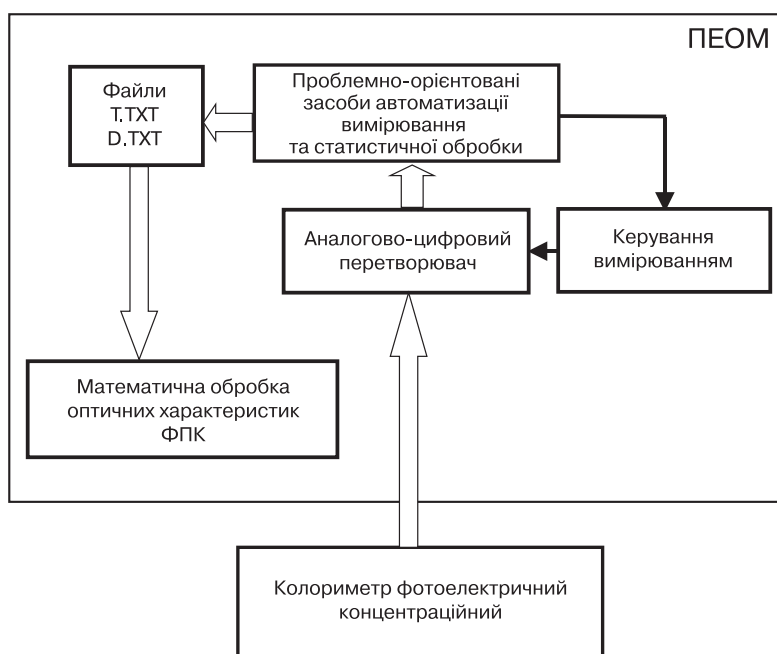 ПЕОМ
Файли
T.TXT
D.TXT
Проблемно-орієнтовані
засоби автоматизації
вимірювання
та статистичної обробки
Аналогово-цифровий
перетворювач
Керування
вимірюванням
Математична обробка
оптичних характеристик
ФПК
Колориметр фотоелектричний
концентраційний